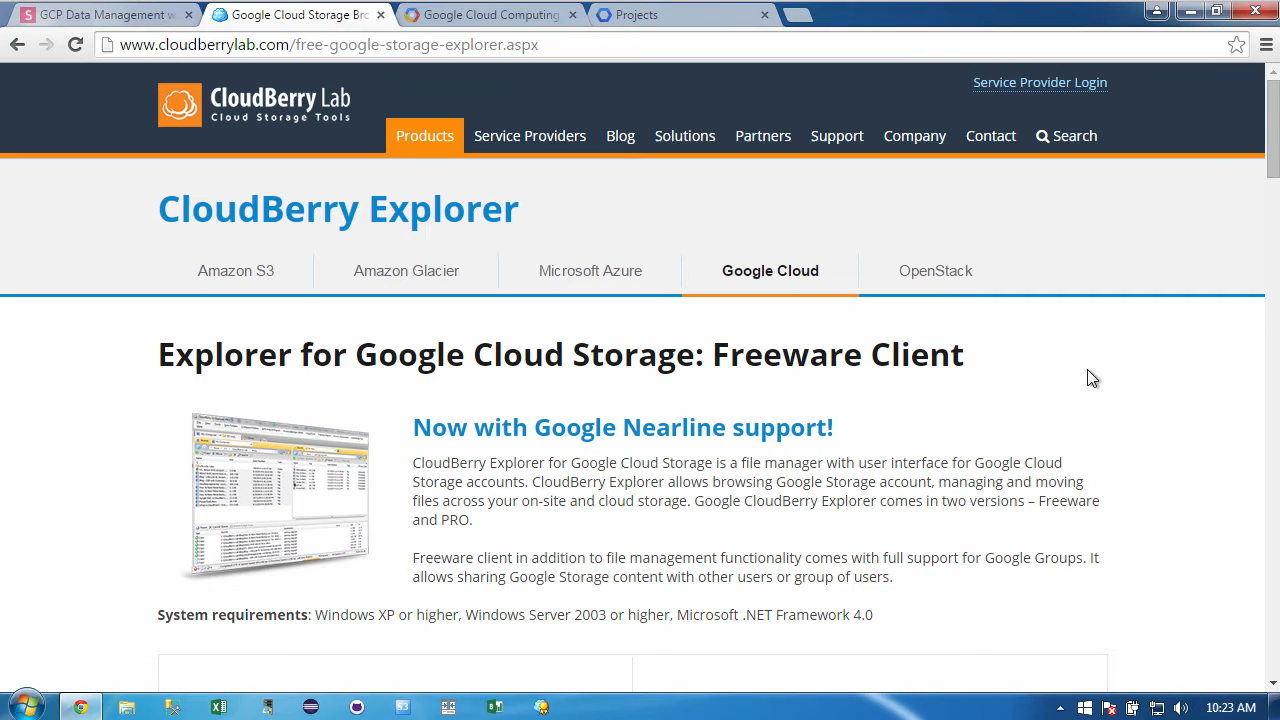 GCP Data Management w
Google Cloud Storage Bro
Google Cloud Computing
Projects
www.cloudberrylab.com/free-google-storage-explorer.aspx
Service Provider Login
CloudBerry Lab
Cloud Storage Tools
Products
Service Providers
Blog
Solutions
Partners
Support
Company
Contact
Search
CloudBerry Explorer
Amazon S3
Amazon Glacier
Microsoft Azure
Google Cloud
OpenStack
Explorer for Google Cloud Storage: Freeware Client
Now with Google Nearline support!
CloudBerry Explorer for Google Cloud Storage is a file manager with user interface to Google Cloud
Storage accounts. CloudBerry Explorer allows browsing Google Storage account, managing and moving
files across your on-site and cloud storage. Google CloudBerry Explorer comes in two versions – Freeware
and PRO.
Freeware client in addition to file management functionality comes with full support for Google Groups. It
allows sharing Google Storage content with other users or group of users.
System requirements: Windows XP or higher, Windows Server 2003 or higher, Microsoft .NET Framework 4.0
10:23 AM